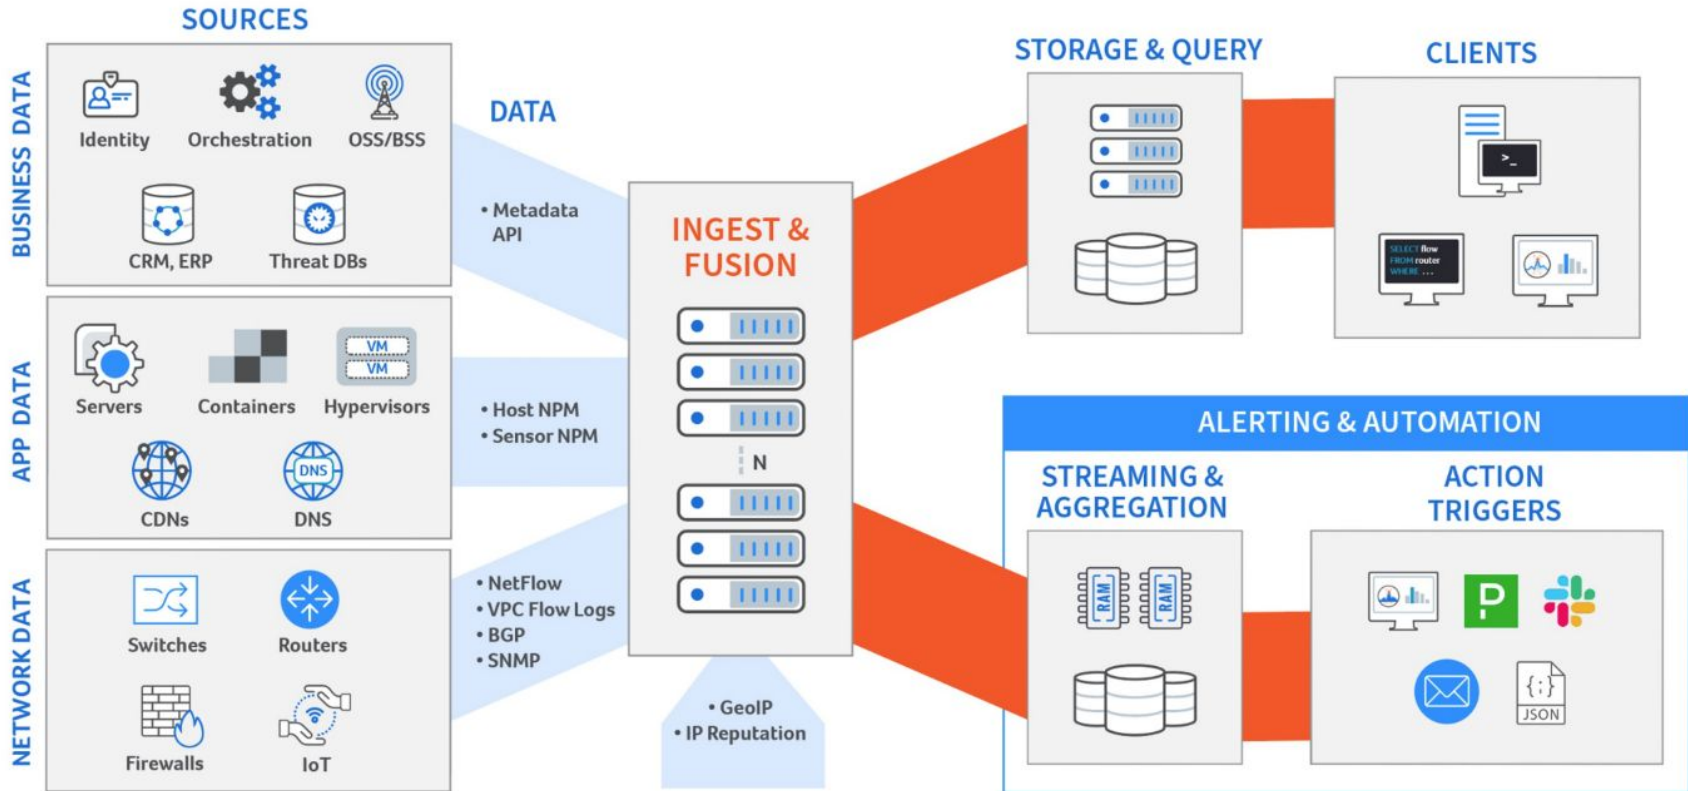 SOURCES
BUSINESS DATA
Identity
Orchestration
OSS/BSS
CRM, ERP
Threat DBs
APP DATA
Servers
Containers
VM
VM
Hypervisors
CDNs
DNS
DNS
NETWORK DATA
Switches
Routers
Firewalls
IoT
DATA
• Metadata
API
• Host NPM
• Sensor NPM
• NetFlow
• VPC Flow Logs
• BGP
• SNMP
INGEST &
FUSION
N
• GeoIP
• IP Reputation
STORAGE & QUERY
CLIENTS
>_
SELECT flow
FROM router
WHERE ...
ALERTING & AUTOMATION
STREAMING &
AGGREGATION
RAM
RAM
ACTION
TRIGGERS
P
{;}
JSON